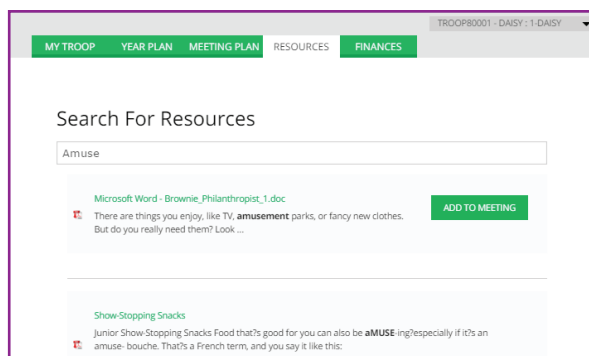 TROOP80001 - DAISY : 1-DAISY
MY TROOP YEAR PLAN MEETING PLAN RESOURCES FINANCES
Search For Resources
Amuse
Microsoft Word - Brownie_Philanthropist_1.doc
ADD TO MEETING
There are things you enjoy, like TV, amusement parks, or fancy new clothes.
But do you really need them? Look ...
Show-Stopping Snacks
Junior Show-Stopping Snacks Food that?s good for you can also be aMUSE-ing?especially if it?s an
amuse- bouche. That?s a French term, and you say it like this: